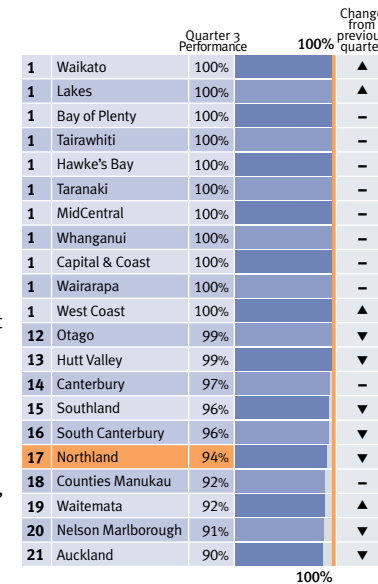 Change
from
previous
quarter
Quarter 3
Performance
100%
1 Waikato 100% ▲
1 Lakes 100% ▲
1 Bay of Plenty 100% –
1 Tairawhiti 100% –
1 Hawke's Bay 100% –
1 Taranaki 100% –
1 MidCentral 100% –
1 Whanganui 100% –
1 Capital & Coast 100% –
1 Wairarapa 100% –
1 West Coast 100% ▲
12 Otago 99% ▼
13 Hutt Valley 99% ▼
14 Canterbury 97% –
15 Southland 96% ▼
16 South Canterbury 96% ▼
17 Northland 94% ▼
18 Counties Manukau 92% –
19 Waitemata 92% ▲
20 Nelson Marlborough 91% ▼
21 Auckland 90% ▼
100%